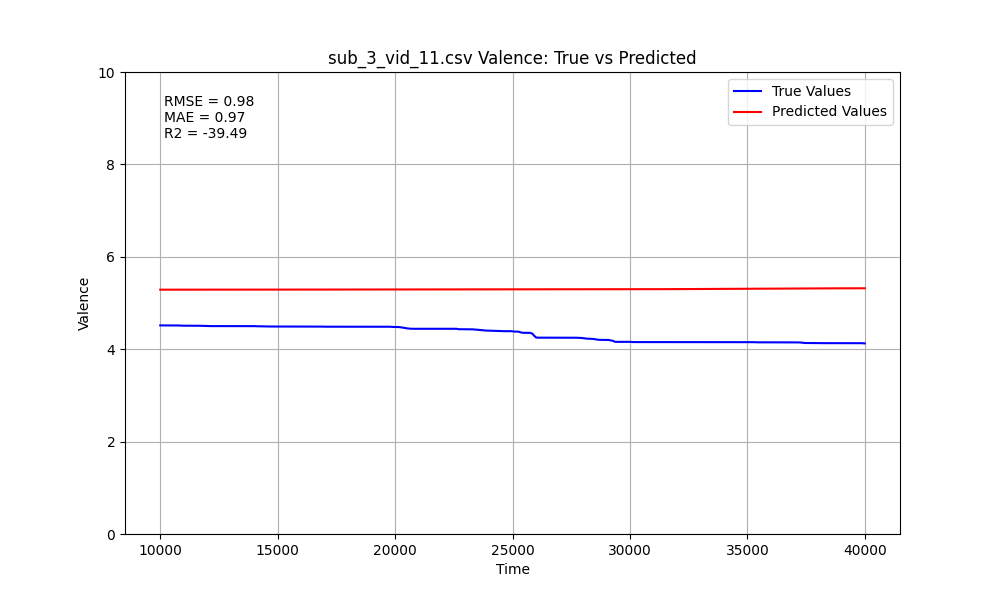 sub_3_vid_11.csv Valence: True vs Predicted
RMSE = 0.98
MAE = 0.97
R2 = -39.49
True Values
Predicted Values
Valence
10
8
6
4
2
0
10000
15000
20000
25000
30000
35000
40000
Time